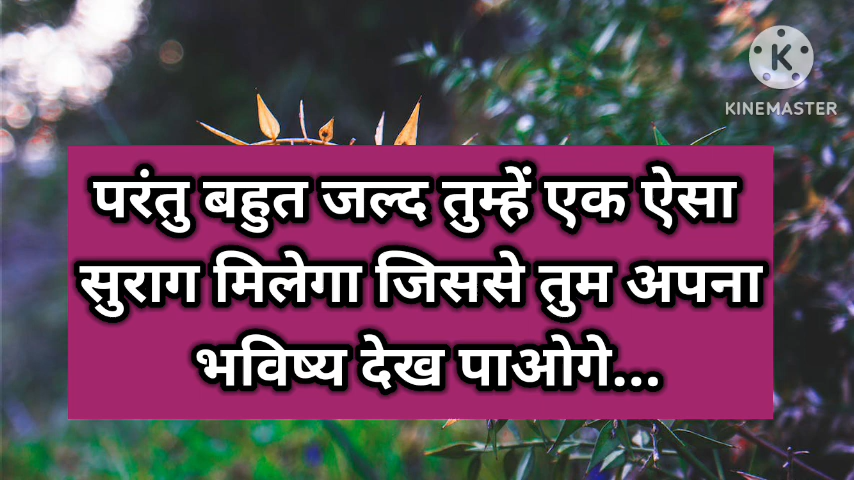 KINEMASTER
परंतु बहुत जल्द तुम्हें एक ऐसा
सुराग मिलेगा जिससे तुम अपना
भविष्य देख पाओगे...